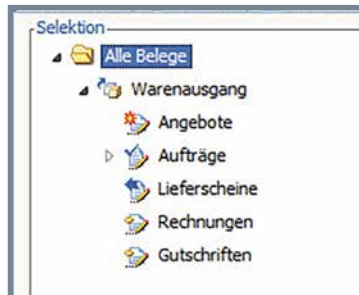 Selektion
Alle Belege
Warenausgang
Angebote
Aufträge
Lieferscheine
Rechnungen
Gutschriften